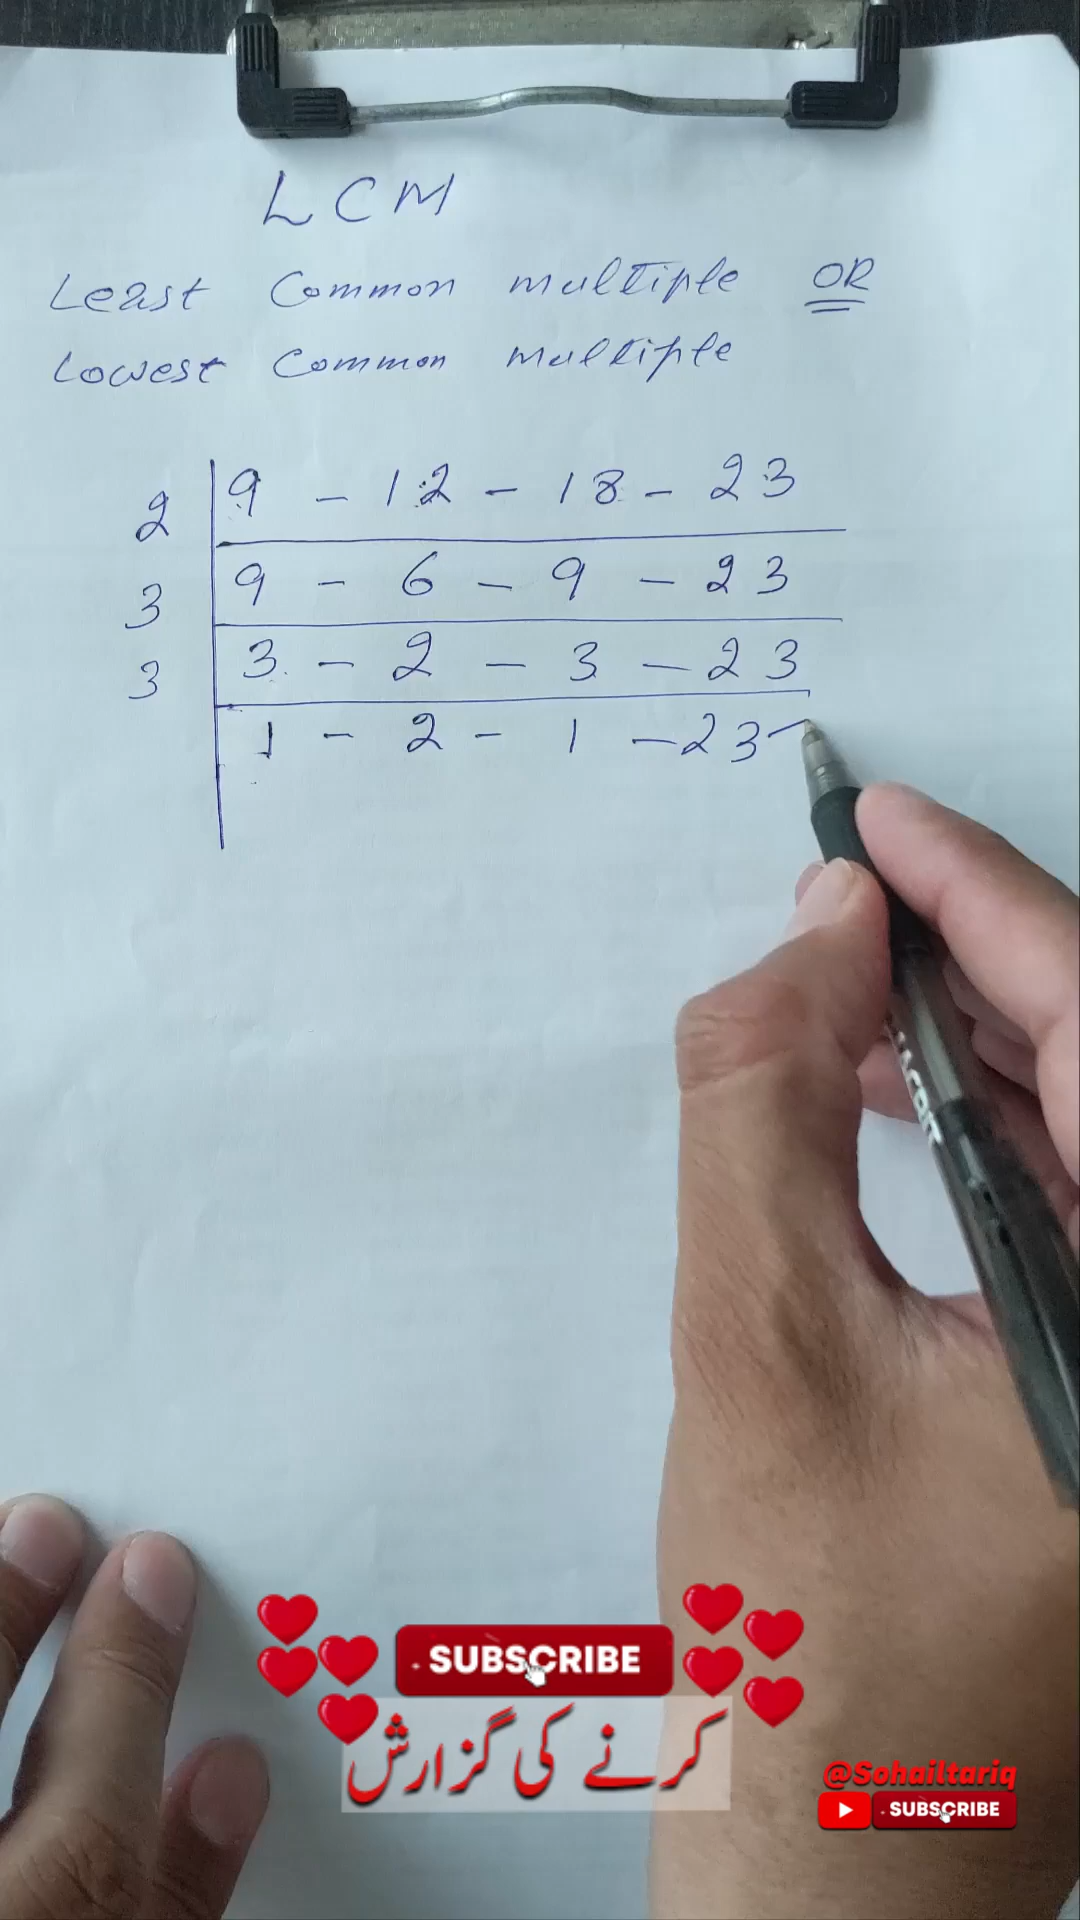 LCM
Least Common multiple OR
Lowest Common multiple
2 9 - 12 - 18 - 23
3 9 - 6 - 9 - 23
3 3 - 2 - 3 - 23
1 - 2 - 1 - 23 -
SUBSCRIBE
کرنے کی گزارش
@Sohailtariq
SUBSCRIBE